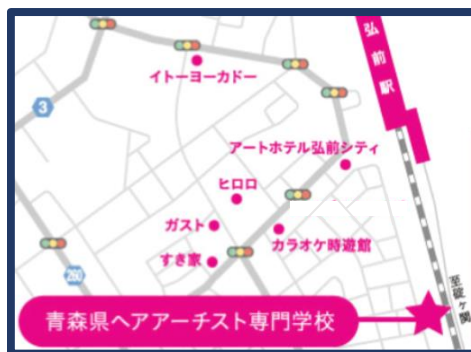 弘前駅
イトーヨーカドー
3
アートホテル弘前シティ
ヒロロ
ガスト
カラオケ時遊館
すき家
260
至碇ヶ関
青森県ヘアアーチスト専門学校